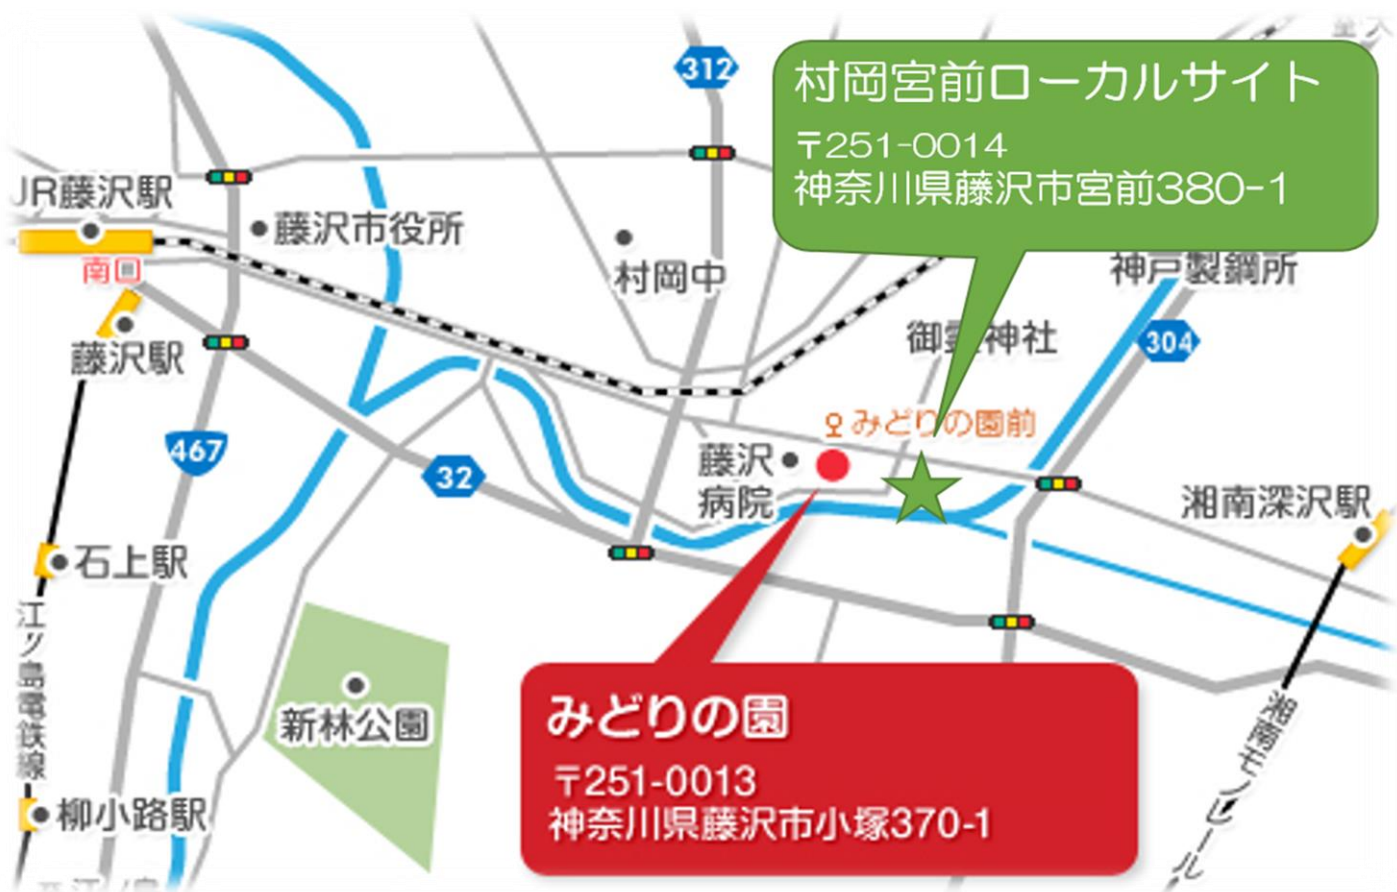 312
村岡宮前ローカルサイト
〒251-0014
神奈川県藤沢市宮前380-1
JR藤沢駅
藤沢市役所
南口
村岡中
神戸製鋼所
藤沢駅
御霊神社
304
みどりの園前
467
32
藤沢
病院
湘南深沢駅
石上駅
江ノ島電鉄線
新林公園
みどりの園
〒251-0013
神奈川県藤沢市小塚370-1
湘南モノレール
柳小路駅